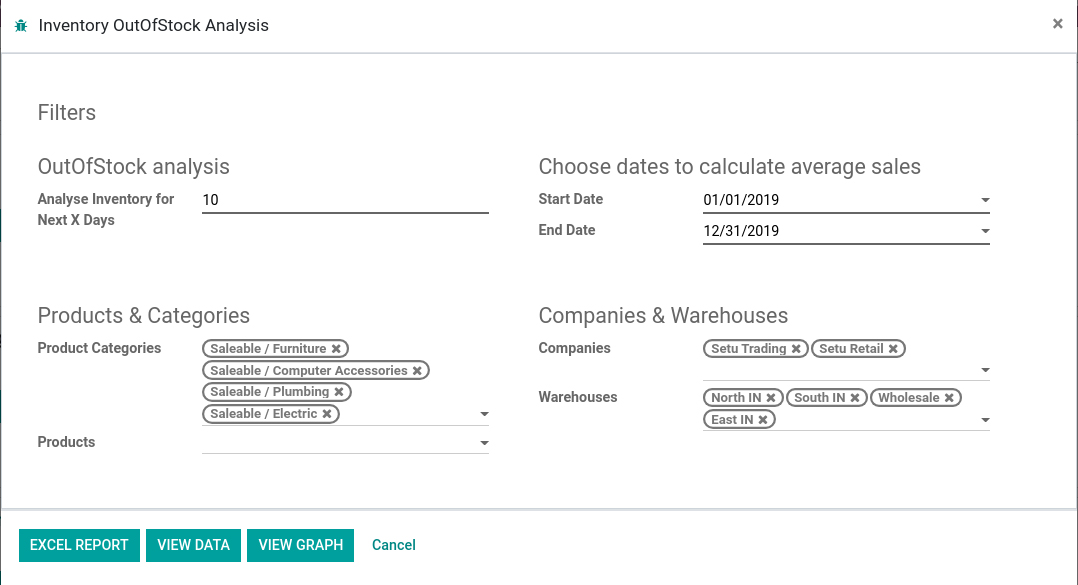 Inventory OutOfStock Analysis ×
Filters
OutOfStock analysis
Analyse Inventory for
Next X Days
10
Choose dates to calculate average sales
Start Date 01/01/2019
End Date 12/31/2019
Products & Categories
Product Categories
Saleable / Furniture ✖
Saleable / Computer Accessories ✖
Saleable / Plumbing ✖
Saleable / Electric ✖
Products
Companies & Warehouses
Companies
Setu Trading ✖ Setu Retail ✖
Warehouses
North IN ✖ South IN ✖ Wholesale ✖
East IN ✖
EXCEL REPORT VIEW DATA VIEW GRAPH Cancel